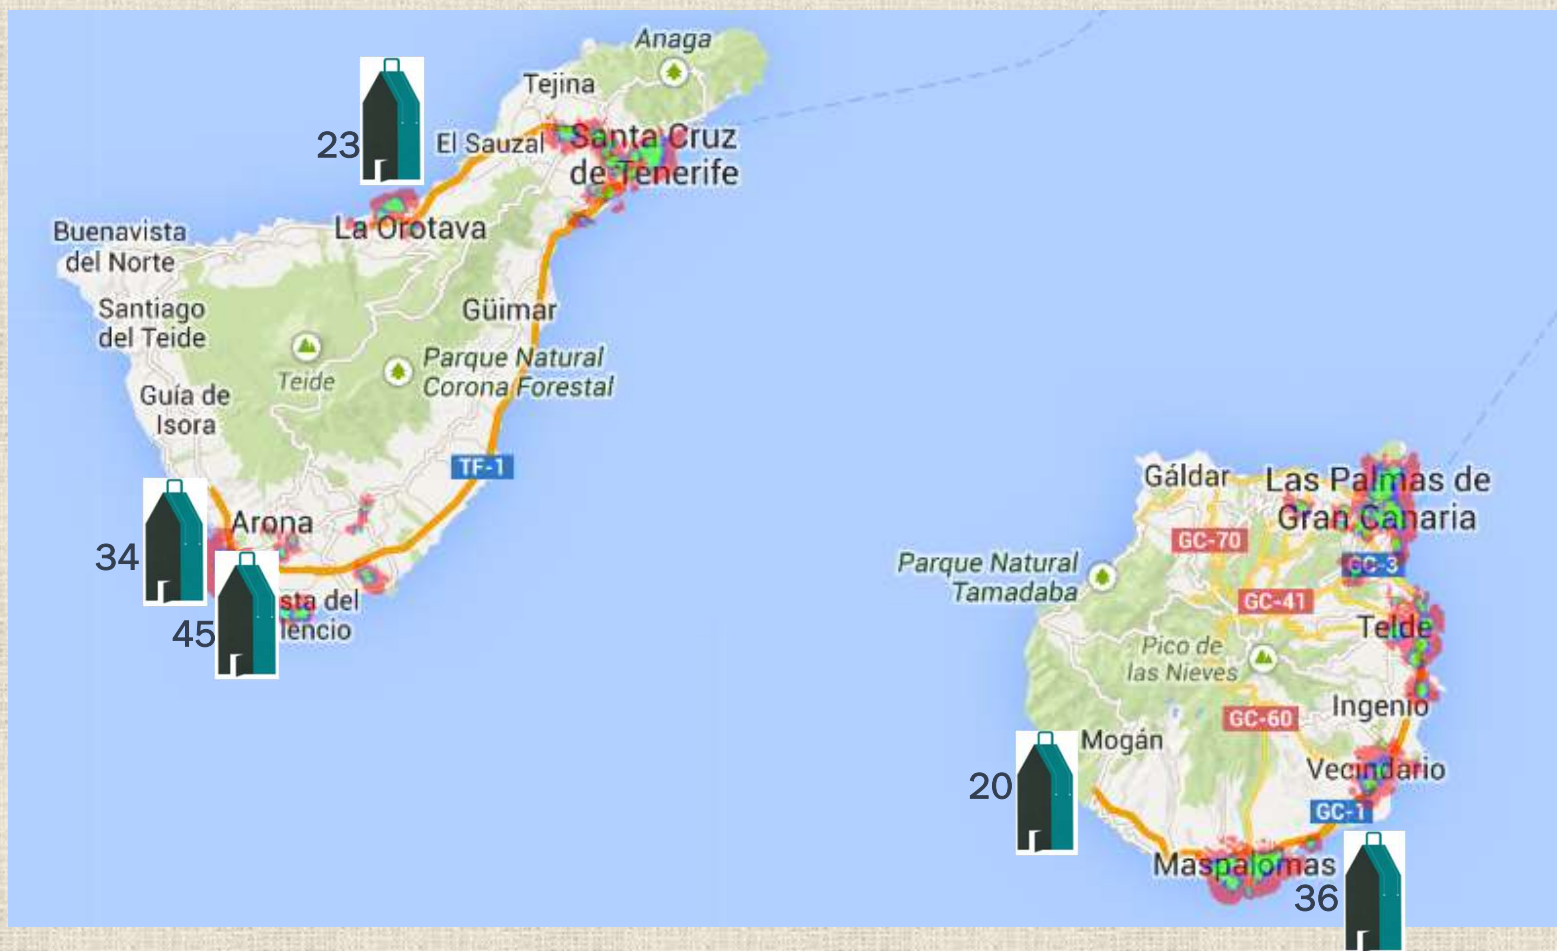 Anaga
Tejina
23
El Sauzal
Santa Cruz
de Tenerife
La Orotava
Buenavista
del Norte
Santiago
del Teide
Güimar
Teide
Parque Natural
Corona Forestal
Guía de
Isora
TF-1
Arona
34
sta del
lencio
45
Gáldar
Las Palmas de
Gran Canaria
GC-70
GC-3
Parque Natural
Tamadaba
GC-41
Telde
Pico de
las Nieves
Ingenio
GC-60
Mogán
Vecindario
20
GC-1
Maspalomas
36